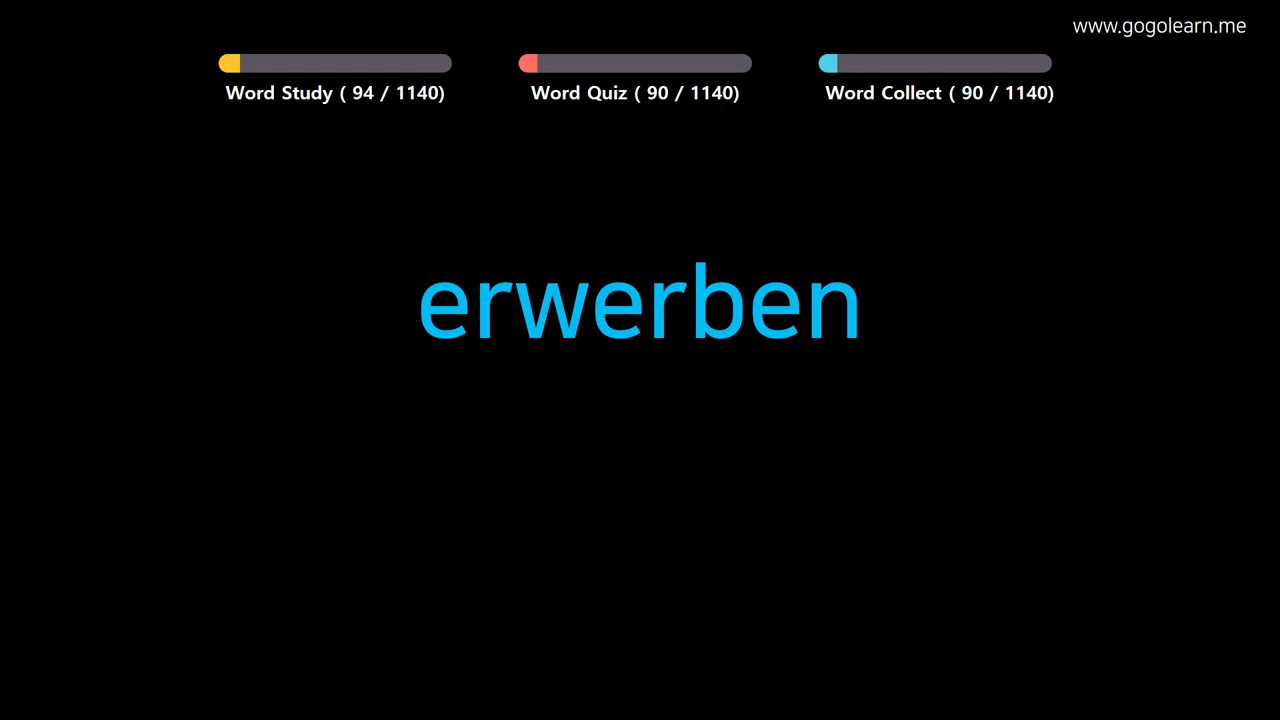 www.gogolearn.me
Word Study ( 94 / 1140)
Word Quiz ( 90 / 1140)
Word Collect ( 90 / 1140)
erwerben